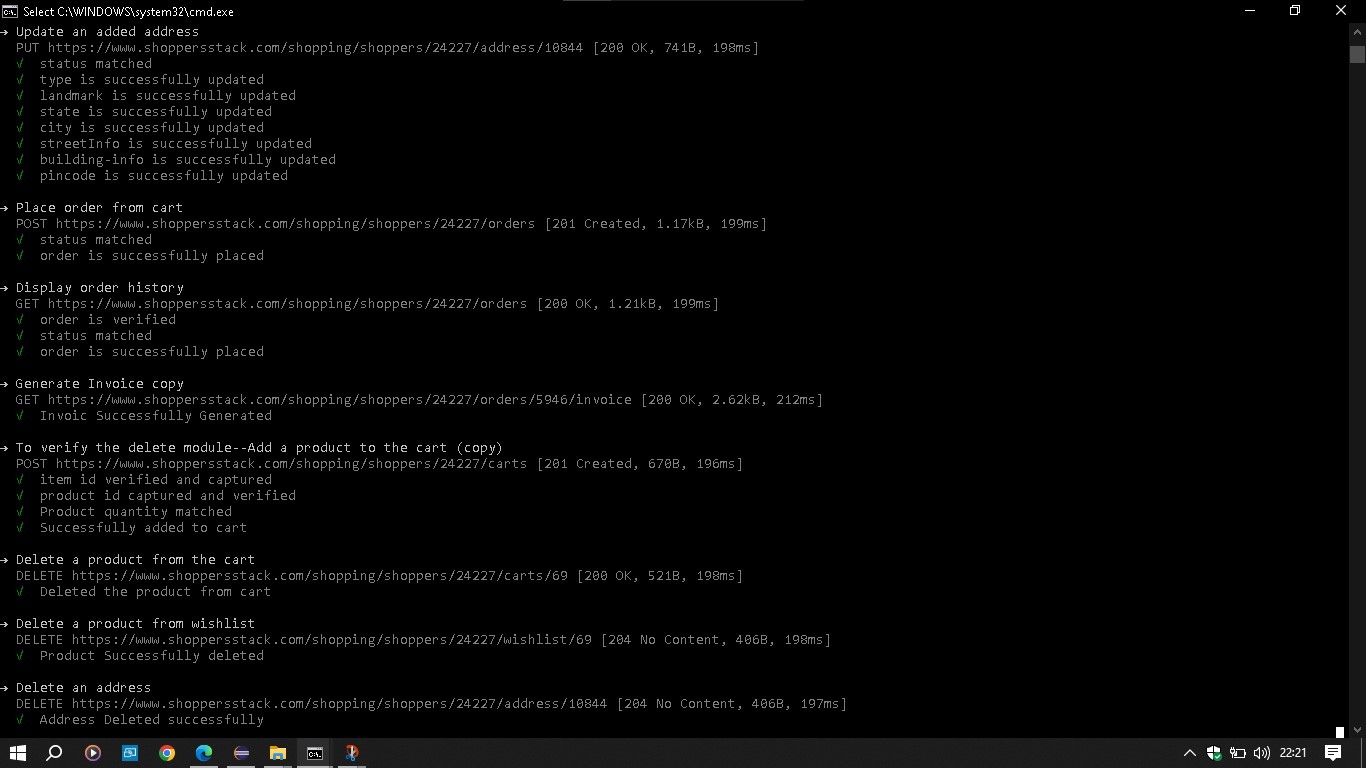 Select C:\WINDOWS\system32\cmd.exe
→ Update an added address
PUT https://www.shoppersstack.com/shopping/shoppers/24227/address/10844 [200 OK, 741B, 198ms]
√ status matched
√ type is successfully updated
√ landmark is successfully updated
√ state is successfully updated
√ city is successfully updated
√ streetInfo is successfully updated
√ building-info is successfully updated
√ pincode is successfully updated
→ Place order from cart
POST https://www.shoppersstack.com/shopping/shoppers/24227/orders [201 Created, 1.17kB, 199ms]
√ status matched
√ order is successfully placed
→ Display order history
GET https://www.shoppersstack.com/shopping/shoppers/24227/orders [200 OK, 1.21kB, 199ms]
√ order is verified
√ status matched
√ order is successfully placed
→ Generate Invoice copy
GET https://www.shoppersstack.com/shopping/shoppers/24227/orders/5946/invoice [200 OK, 2.62kB, 212ms]
√ Invoic Successfully Generated
→ To verify the delete module--Add a product to the cart (copy)
POST https://www.shoppersstack.com/shopping/shoppers/24227/carts [201 Created, 670B, 196ms]
√ item id verified and captured
√ product id captured and verified
√ Product quantity matched
√ Successfully added to cart
→ Delete a product from the cart
DELETE https://www.shoppersstack.com/shopping/shoppers/24227/carts/69 [200 OK, 521B, 198ms]
√ Deleted the product from cart
→ Delete a product from wishlist
DELETE https://www.shoppersstack.com/shopping/shoppers/24227/wishlist/69 [204 No Content, 406B, 198ms]
√ Product Successfully deleted
→ Delete an address
DELETE https://www.shoppersstack.com/shopping/shoppers/24227/address/10844 [204 No Content, 406B, 197ms]
√ Address Deleted successfully
22:21